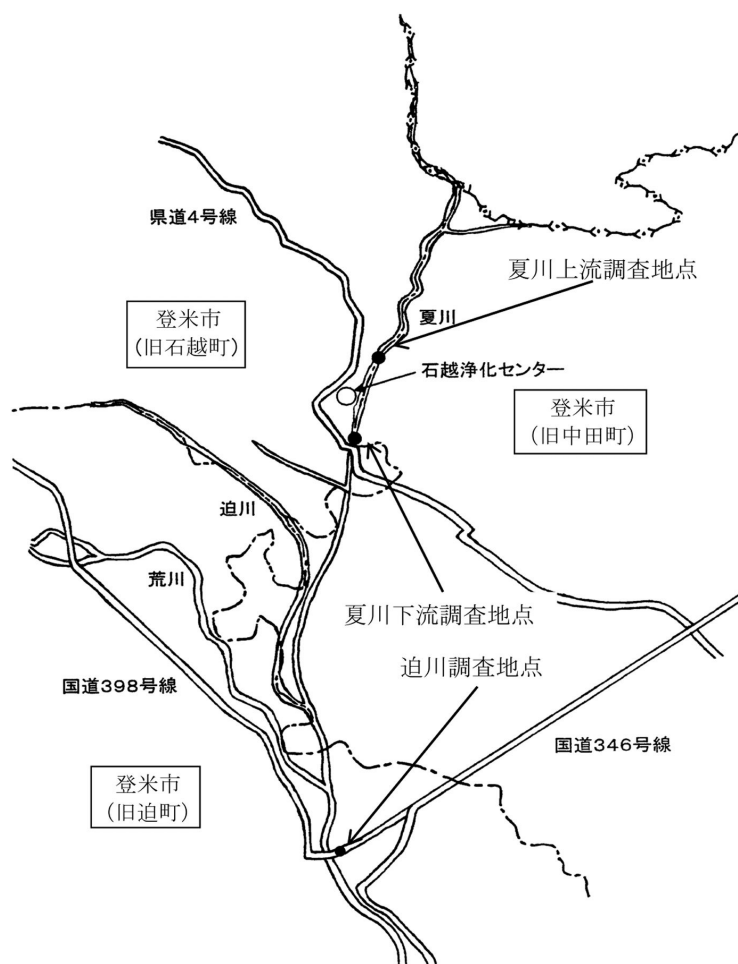 県道4号線
夏川上流調査地点
登米市
（旧石越町）
夏川
石越浄化センター
登米市
（旧中田町）
迫川
荒川
夏川下流調査地点
迫川調査地点
国道398号線
国道346号線
登米市
（旧迫町）